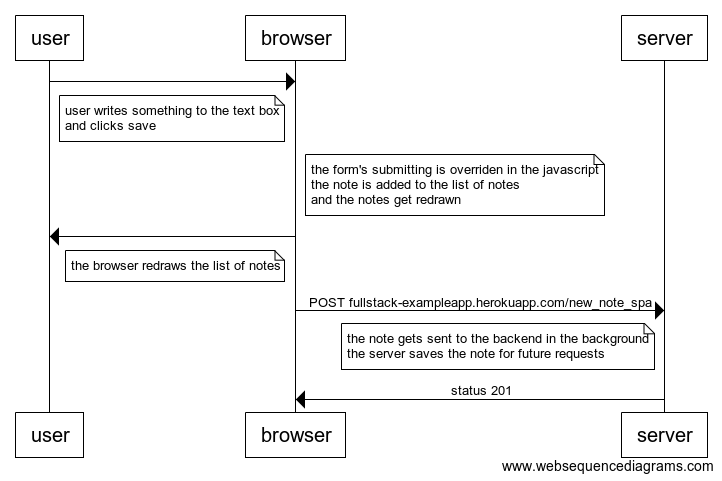 user
browser
server
user writes something to the text box
and clicks save
the form's submitting is overriden in the javascript
the note is added to the list of notes
and the notes get redrawn
the browser redraws the list of notes
POST fullstack-exampleapp.herokuapp.com/new_note_spa
the note gets sent to the backend in the background
the server saves the note for future requests
status 201
user
browser
server
www.websequencediagrams.com